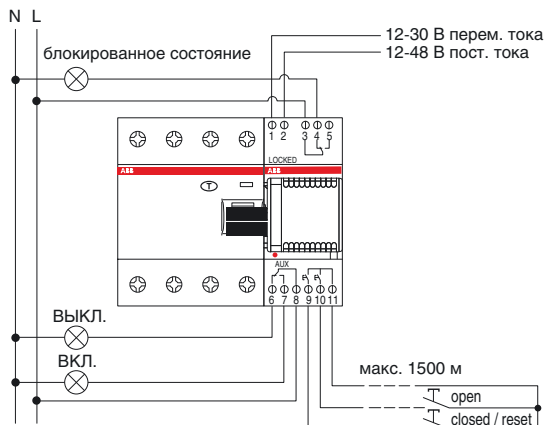 N L
12-30 В перем. тока
12-48 В пост. тока
блокированное состояние
1 2 3 4 5
LOCKED
ABB ABB
T
AUX
6 7 8 9 10 11
ВЫКЛ.
ВКЛ.
макс. 1500 м
open
closed / reset